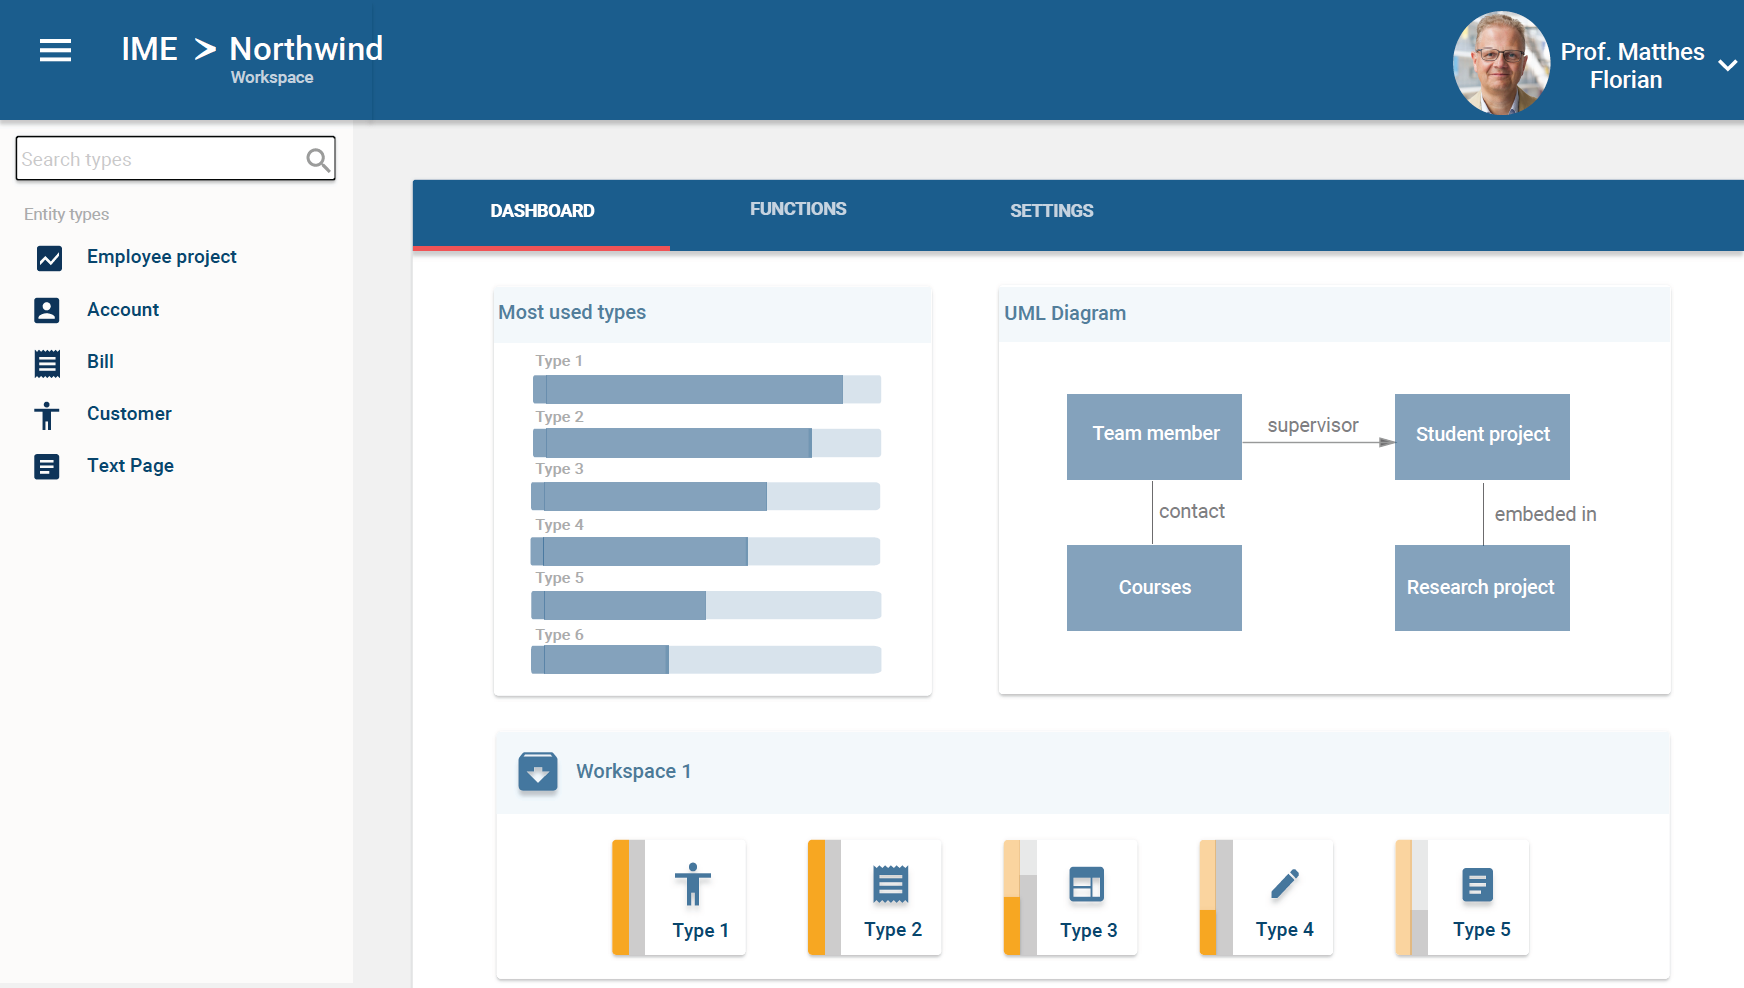 IME > Northwind
Workspace
Prof. Matthes
Florian
Search types
Entity types
Employee project
Account
Bill
Customer
Text Page
DASHBOARD
FUNCTIONS
SETTINGS
Most used types
Type 1
Type 2
Type 3
Type 4
Type 5
Type 6
UML Diagram
Team member
supervisor
Student project
contact
embeded in
Courses
Research project
Workspace 1
Type 1
Type 2
Type 3
Type 4
Type 5